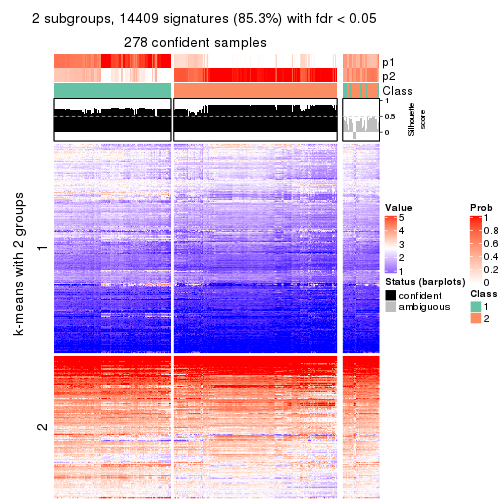 2 subgroups, 14409 signatures (85.3%) with fdr < 0.05
278 confident samples
p1
p2
Class
1
0.5
0
Silhouette
score
k-means with 2 groups
1
2
Value
5
4
3
2
1
Status (barplots)
confident
ambiguous
Prob
1
0.8
0.6
0.4
0.2
0
Class
1
2